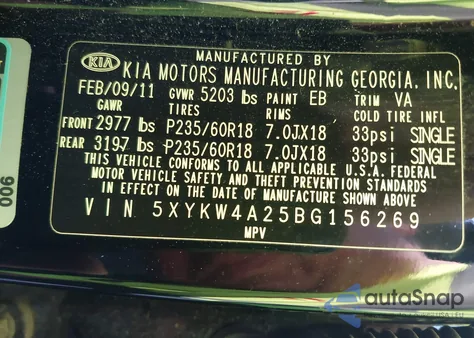 MANUFACTURED BY
KIA KIA MOTORS MANUFACTURING GEORGIA, INC.
FEB/09/11 GVWR 5203 lbs PAINT EB TRIM VA
GAWR TIRES RIMS COLD TIRE INFL
FRONT 2977 lbs P235/60R18 7.0JX18 33psi SINGLE
REAR 3197 lbs P235/60R18 7.0JX18 33psi SINGLE
THIS VEHICLE CONFORMS TO ALL APPLICABLE U.S.A. FEDERAL
MOTOR VEHICLE SAFETY AND THEFT PREVENTION STANDARDS
IN EFFECT ON THE DATE OF MANUFACTURE SHOWN ABOVE
VIN 5XYKW4A25BG156269
MPV
006
autaSnap